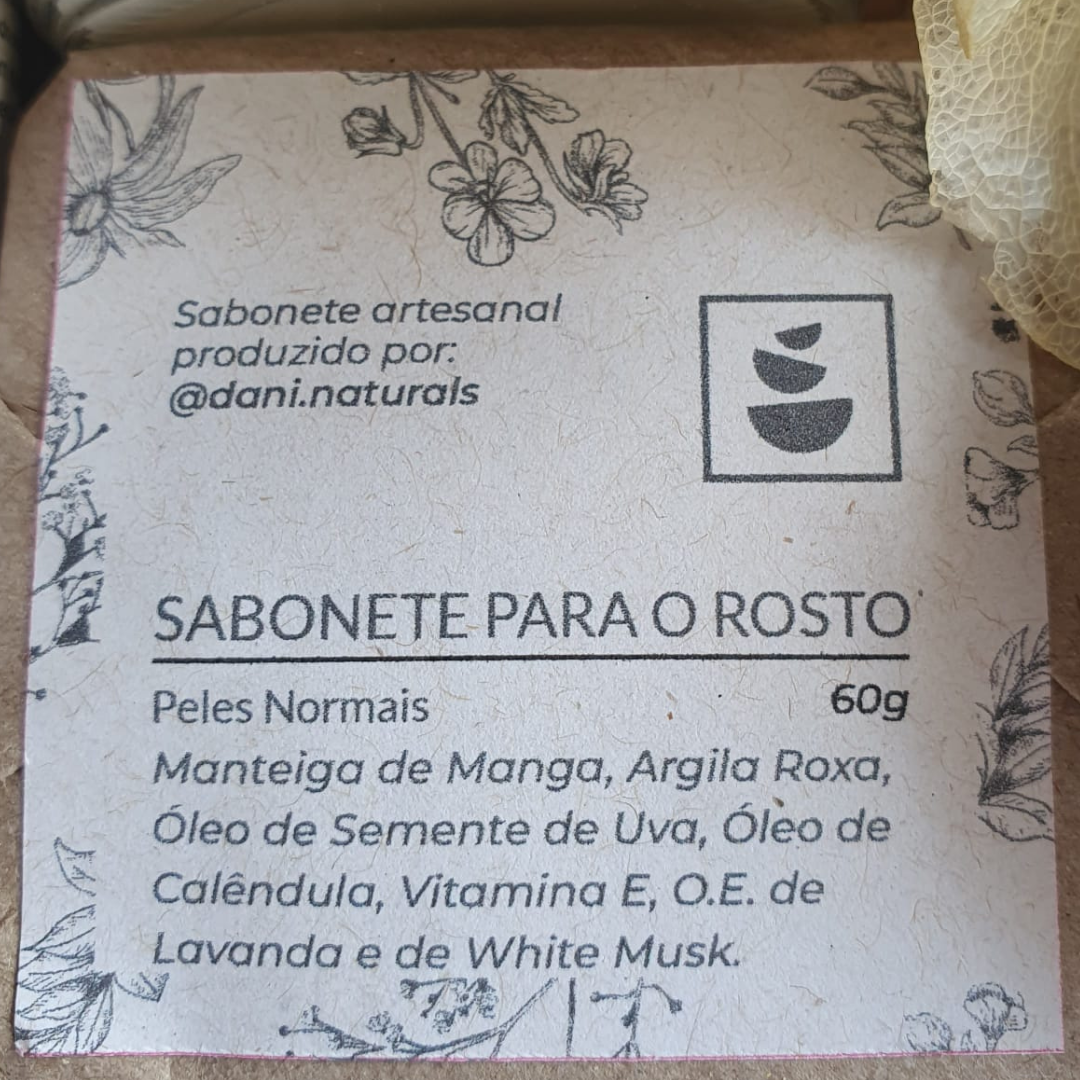 Sabonete artesanal
produzido por:
@dani.naturals
SABONETE PARA O ROSTO
Peles Normais 60g
Manteiga de Manga, Argila Roxa,
Óleo de Semente de Uva, Óleo de
Calêndula, Vitamina E, O.E. de
Lavanda e de White Musk.